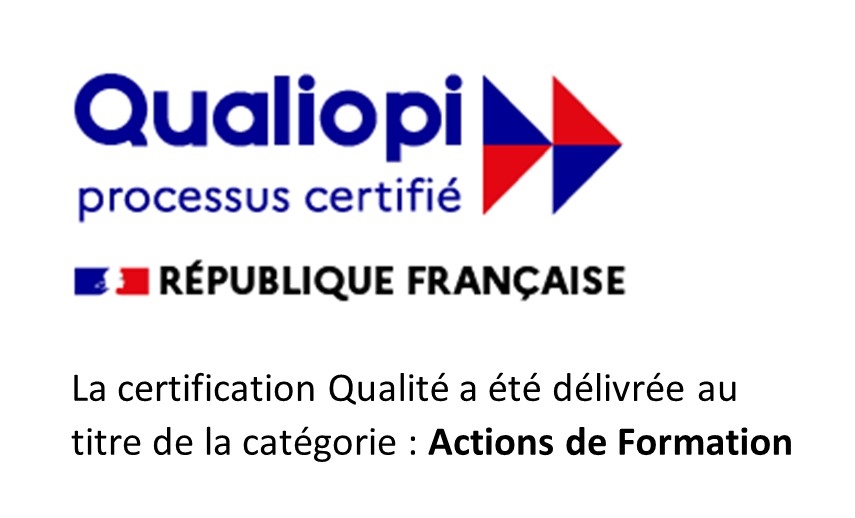 Qualiopi
processus certifié
RÉPUBLIQUE FRANÇAISE
La certification Qualité a été délivrée au
titre de la catégorie : Actions de Formation